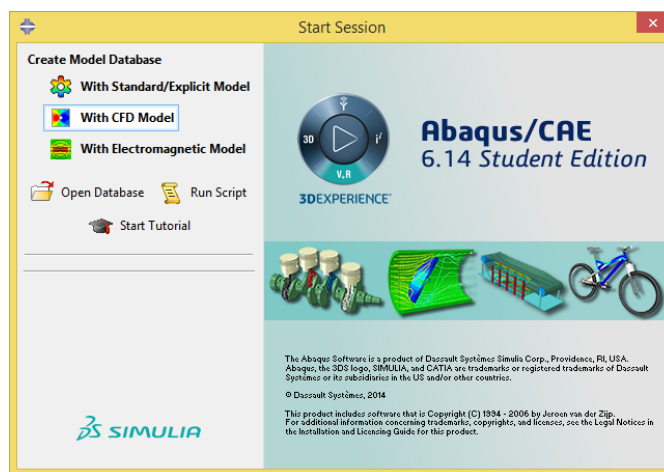 Start Session
Create Model Database
With Standard/Explicit Model
With CFD Model
With Electromagnetic Model
Open Database
Run Script
Start Tutorial
SIMULIA
3D
V,R
3DEXPERIENCE
Abaqus/CAE
6.14 Student Edition
The Abaqus Software is a product of Dassault Systèmes Simulia Corp., Providence, RI, USA.
Abaqus, the 3DS logo, SIMULIA, and CATIA are trademarks or registered trademarks of Dassault
Systèmes or its subsidiaries in the US and/or other countries.
© Dassault Systèmes, 2014
This product includes software that is Copyright (C) 1994 - 2006 by Jeroen van der Zijp.
For additional information concerning trademarks, copyrights, and licenses, see the Legal Notices in
the Installation and Licensing Guide for this product.